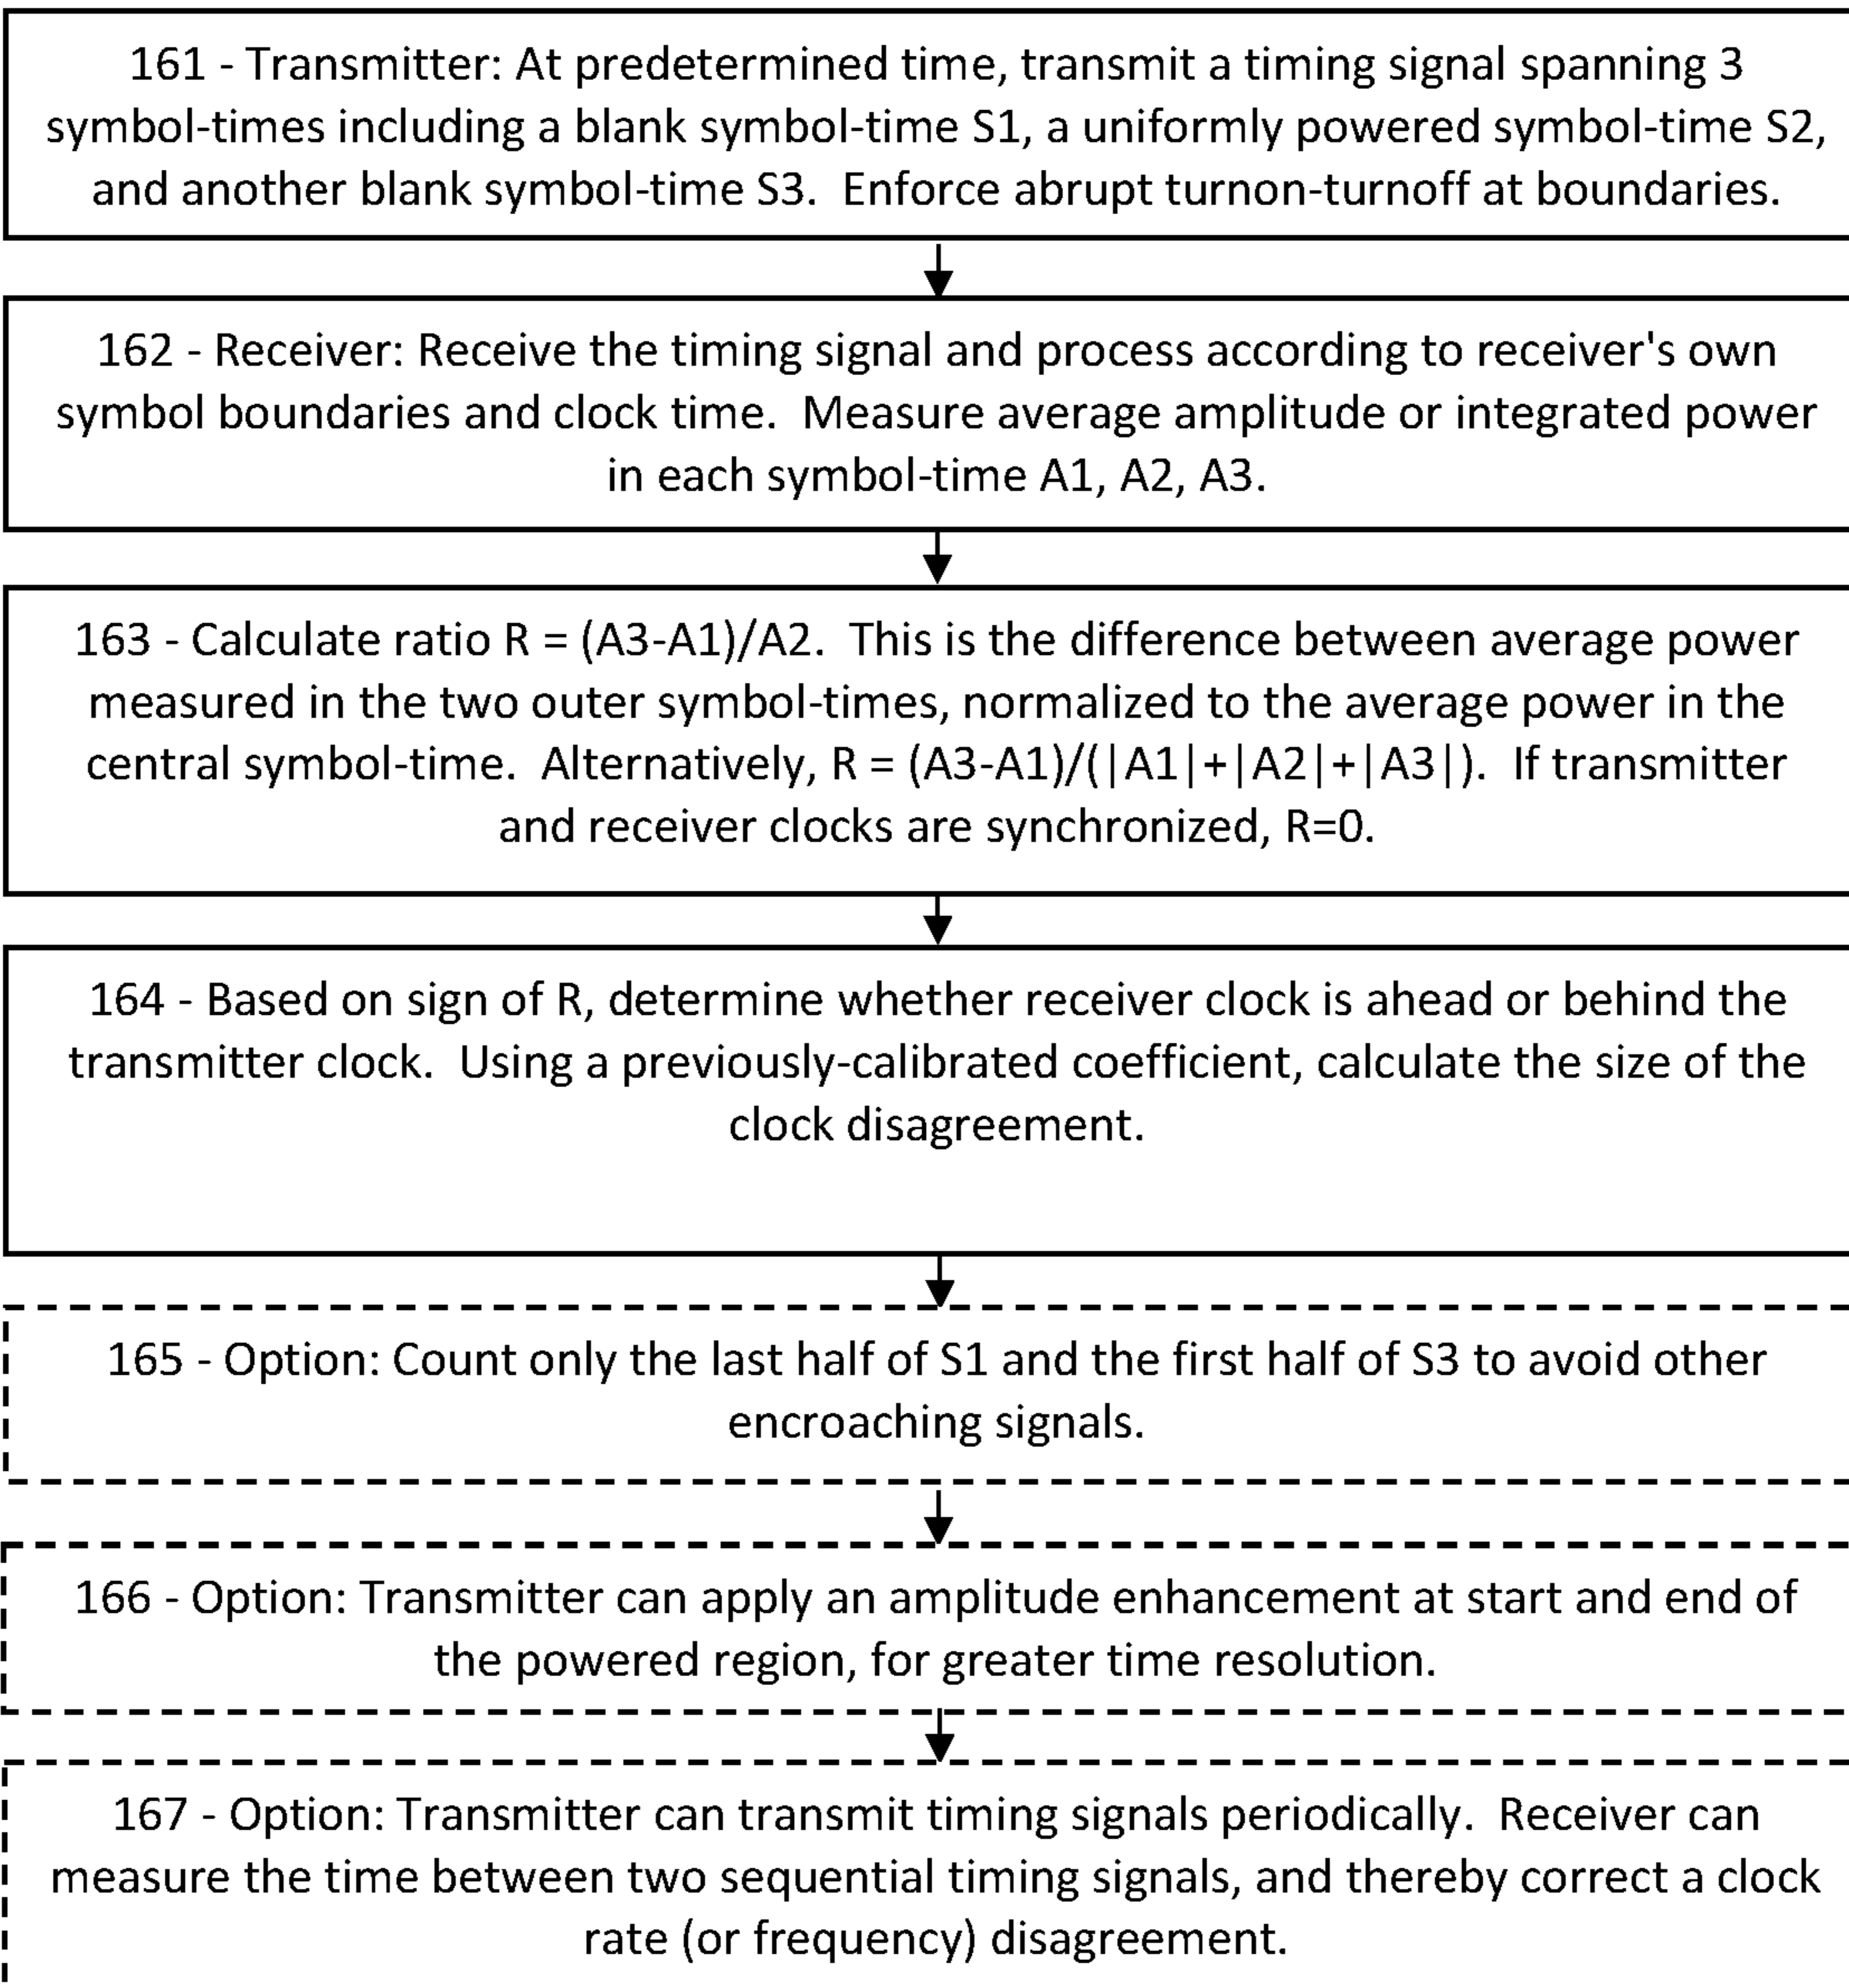 161 - Transmitter: At predetermined time, transmit a timing signal spanning 3
symbol-times including a blank symbol-time S1, a uniformly powered symbol-time S2,
and another blank symbol-time S3. Enforce abrupt turnon-turnoff at boundaries.
162 - Receiver: Receive the timing signal and process according to receiver's own
symbol boundaries and clock time. Measure average amplitude or integrated power
in each symbol-time A1, A2, A3.
163 - Calculate ratio R = (A3-A1)/A2. This is the difference between average power
measured in the two outer symbol-times, normalized to the average power in the
central symbol-time. Alternatively, R = (A3-A1)/(|A1|+|A2|+|A3|). If transmitter
and receiver clocks are synchronized, R=0.
164 - Based on sign of R, determine whether receiver clock is ahead or behind the
transmitter clock. Using a previously-calibrated coefficient, calculate the size of the
clock disagreement.
165 - Option: Count only the last half of S1 and the first half of S3 to avoid other
encroaching signals.
166 - Option: Transmitter can apply an amplitude enhancement at start and end of
the powered region, for greater time resolution.
167 - Option: Transmitter can transmit timing signals periodically. Receiver can
measure the time between two sequential timing signals, and thereby correct a clock
rate (or frequency) disagreement.